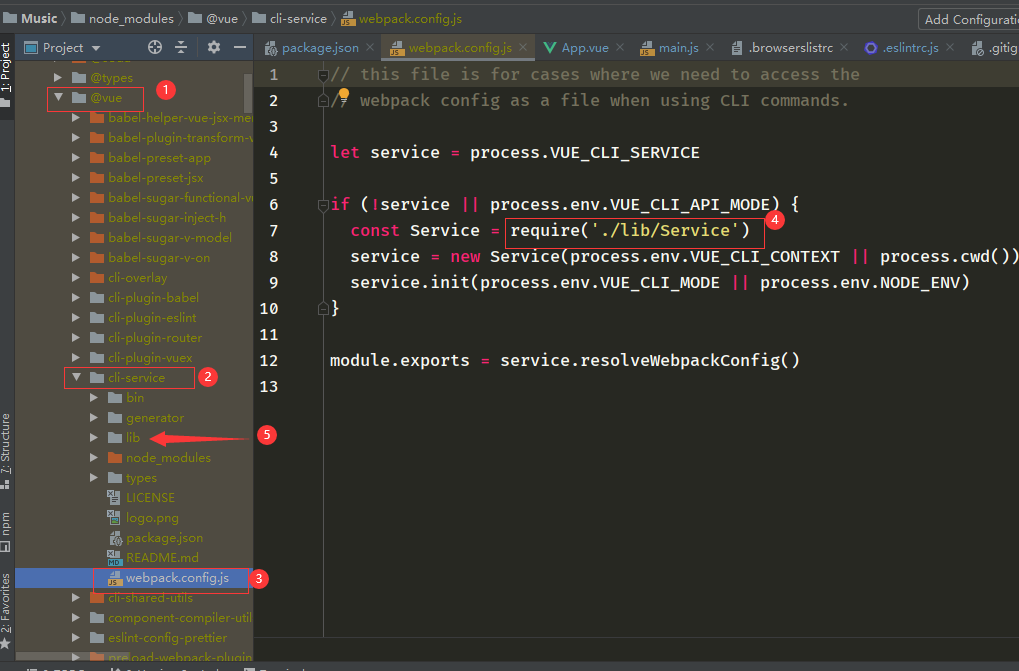 Music node_modules @vue cli-service webpack.config.js
Add Configurati
Project
package.json
webpack.config.js
App.vue
main.js
.browserslistrc
.eslintrc.js
.gitig
1: Project
7: Structure
npm
2: Favorites
@types
@vue
1
babel-helper-vue-jsx-mer
babel-plugin-transform-v
babel-preset-app
babel-preset-jsx
babel-sugar-functional-vu
babel-sugar-inject-h
babel-sugar-v-model
babel-sugar-v-on
cli-overlay
cli-plugin-babel
cli-plugin-eslint
cli-plugin-router
cli-plugin-vuex
cli-service
2
bin
generator
lib
5
node_modules
types
LICENSE
logo.png
package.json
README.md
webpack.config.js
3
cli-shared-utils
component-compiler-util
eslint-config-prettier
preload-webpack-plugin
1 // this file is for cases where we need to access the
2 // webpack config as a file when using CLI commands.
3
4 let service = process.VUE_CLI_SERVICE
5
6 if (!service || process.env.VUE_CLI_API_MODE) {
4
7 const Service = require('./lib/Service')
8 service = new Service(process.env.VUE_CLI_CONTEXT || process.cwd())
9 service.init(process.env.VUE_CLI_MODE || process.env.NODE_ENV)
10 }
11
12 module.exports = service.resolveWebpackConfig()
13